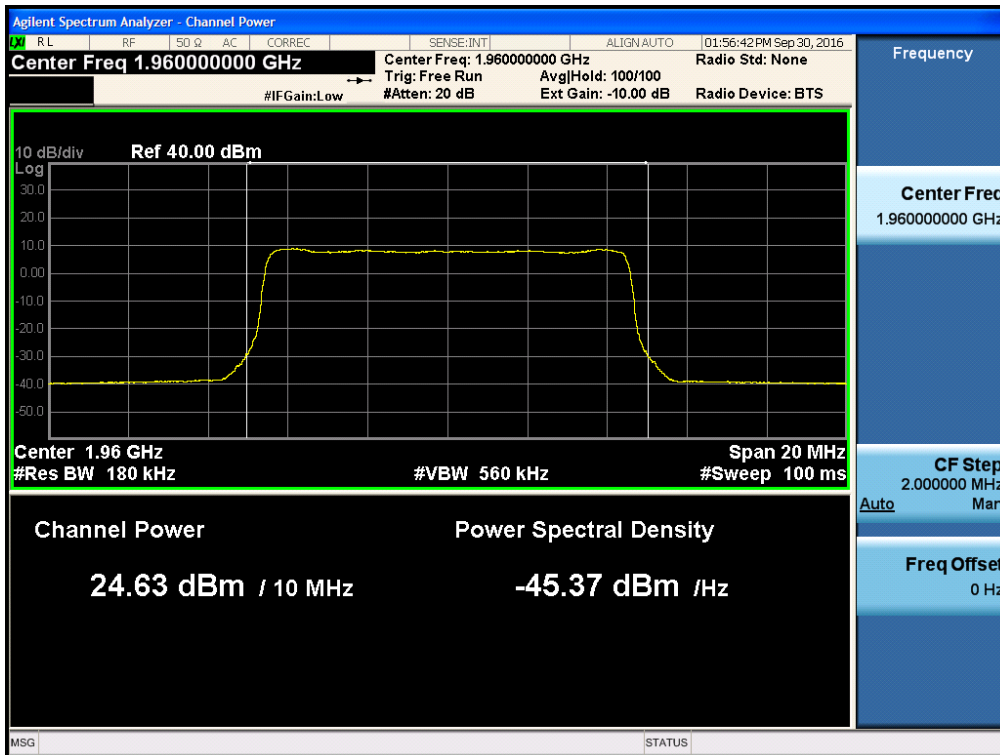 Agilent Spectrum Analyzer - Channel Power
LXI RL RF 50 Ω AC CORREC SENSE:INT ALIGNAUTO 01:56:42 PM Sep 30, 2016
Center Freq 1.960000000 GHz
Center Freq: 1.960000000 GHz Radio Std: None
Trig: Free Run Avg|Hold: 100/100
#IFGain:Low #Atten: 20 dB Ext Gain: -10.00 dB Radio Device: BTS
10 dB/div Ref 40.00 dBm
Log
30.0
20.0
10.0
0.00
-10.0
-20.0
-30.0
-40.0
-50.0
Center 1.96 GHz Span 20 MHz
#Res BW 180 kHz #VBW 560 kHz #Sweep 100 ms
Channel Power Power Spectral Density
24.63 dBm / 10 MHz -45.37 dBm /Hz
MSG STATUS
Frequency
Center Freq
1.960000000 GHz
CF Step
2.000000 MHz
Auto Man
Freq Offset
0 Hz